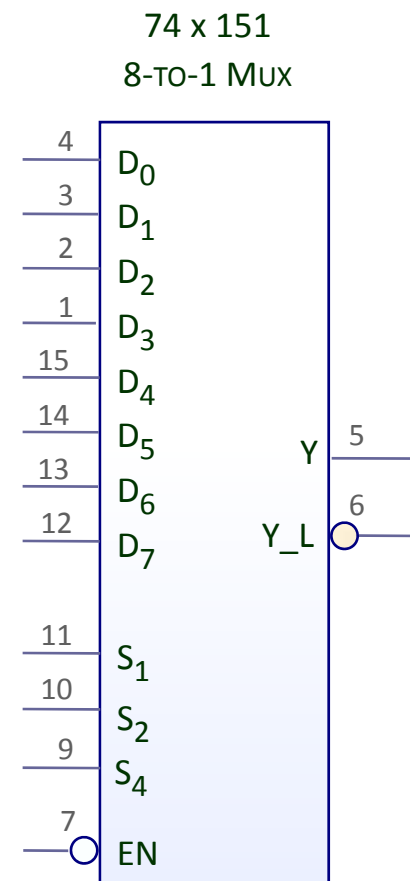 74 x 151
8-TO-1 MUX
4 D0
3 D1
2 D2
1 D3
15 D4
14 D5
13 D6
12 D7
Y 5
Y_L 6
11 S1
10 S2
9 S4
7 EN